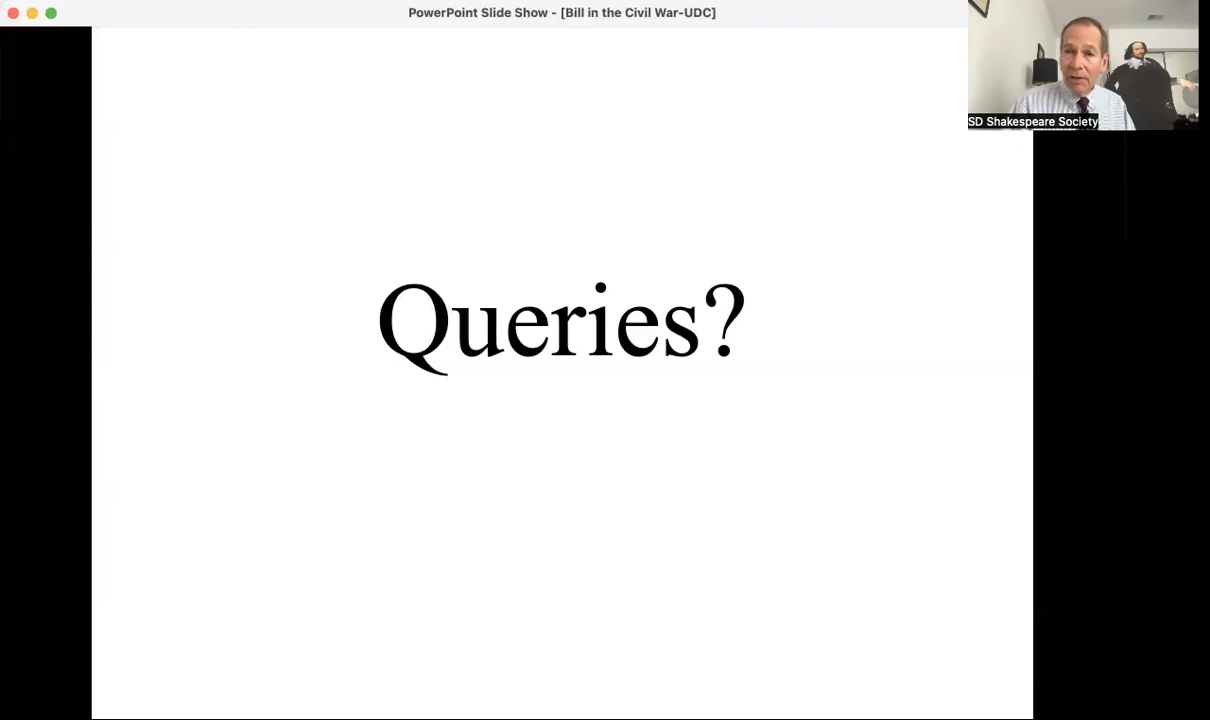 PowerPoint Slide Show - [Bill in the Civil War-UDC]
SD Shakespeare Society
Queries?